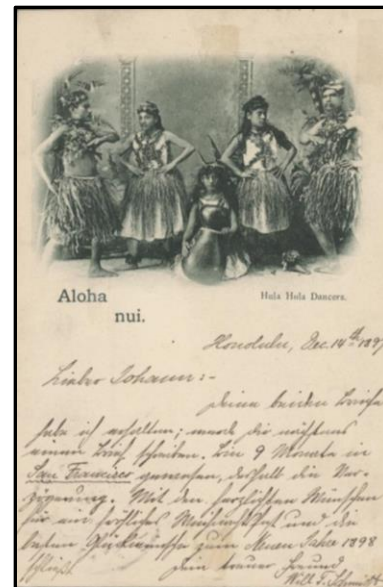 Aloha
nui.
Hula Hula Dancers.
Honolulu, Dec. 14th 189
Lieber Johann :-
Deine beiden Briefe
habe ich erhalten; werde dir nächstens
einen Brief schreiben. Bin 9 Monate in
San Francisco gewesen, deshalb die Ver-
zögerung. Mit den herzlichsten Wünschen
für ein fröhliches Weihnachtsfest und die
besten Glückwünsche zum Neuen Jahre 1898
schließt dein treuer Freund
Will. F.